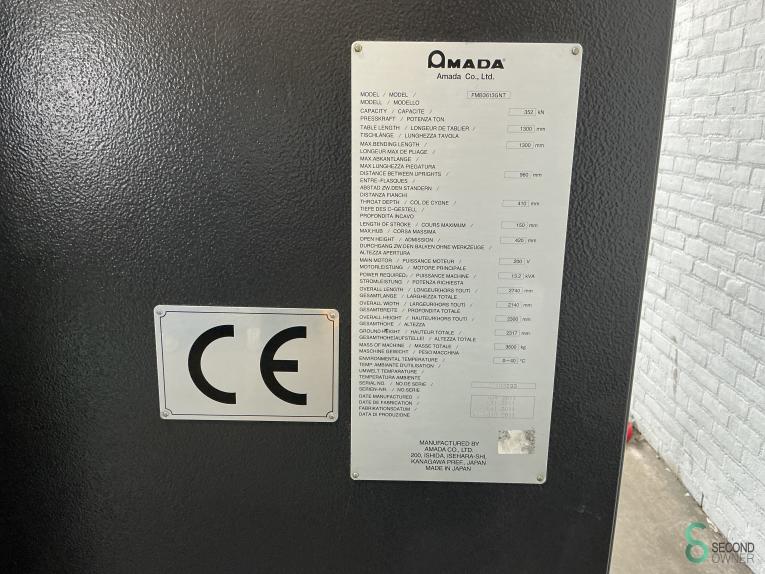 AMADA
Amada Co., Ltd.
MODEL / MODEL / FMB3613GNT
MODELL / MODELLO
CAPACITY / CAPACITE / 352 kN
PRESSKRAFT / POTENZA TON.
TABLE LENGTH / LONGEUR DE TABLIER / 1300 mm
TISCHLÄNGE / LUNGHEZZA TAVOLA
MAX.BENDING LENGTH / 1300 mm
LONGEUR MAX DE PLIAGE /
MAX ABKANTLANGE /
MAX.LUNGHEZZA PIEGATURA
DISTANCE BETWEEN UPRIGHTS / 960 mm
ENTRE-FLASQUES /
ABSTAD ZW.DEN STANDERN /
DISTANZA FIANCHI
THROAT DEPTH / COL DE CYGNE / 410 mm
TIEFE DES C-GESTELL /
PROFONDITA INCAVO
LENGTH OF STROKE / COURS MAXIMUM / 150 mm
MAX.HUB / CORSA MASSIMA
OPEN HEIGHT / ADMISSION / 420 mm
DURCHGANG ZW.DEN BALKEN OHNE WERKZEUGE /
ALTEZZA APERTURA
MAIN MOTOR / PUISSANCE MOTEUR / 200 V
MOTORLEISTUNG / MOTORE PRINCIPALE
POWER REQUIRED / PUISSANCE MACHINE / 13.2 kVA
STROMLEISTUNG / POTENZA RICHIESTA
OVERALL LENGTH / LONGEUR(HORS TOUT) / 2740 mm
GESAMTLANGE / LARGHEZZA TOTALE
OVERALL WIDTH / LARGEUR(HORS TOUT) / 2140 mm
GESAMTBREITE / PROFONDITA TOTALE
OVERALL HEIGHT / HAUTEUR(HORS TOUT) / 2300 mm
GESAMTHOHE / ALTEZZA
GROUND HEIGHT / HAUTEUR TOTALE / 2317 mm
GESAMTHOHE(AUFSTELLE) / ALTEZZA TOTALE
MASS OF MACHINE / MASSE TOTALE / 3600 kg
MASCHINE GEWICHT / PESO MACCHINA
ENVIRONMENTAL TEMPERATURE / 0~40 °C
TEMP' AMBIANTE D'UTILISATION /
UMWELT TEMPARATURE /
TEMPERATURA AMBIENTE
SERIAL NO. / NO DE SERIE /
SERIEN-NR. / NO.SERIE
DATE MANUFACTURED /
DATE DE FABRICATION /
FABRIKATIONSDATUM /
DATA DI PRODUZIONE
MANUFACTURED BY
AMADA CO., LTD.
200, ISHIDA, ISEHARA-SHI,
KANAGAWA PREF., JAPAN
MADE IN JAPAN
CE
SECOND
OWNER